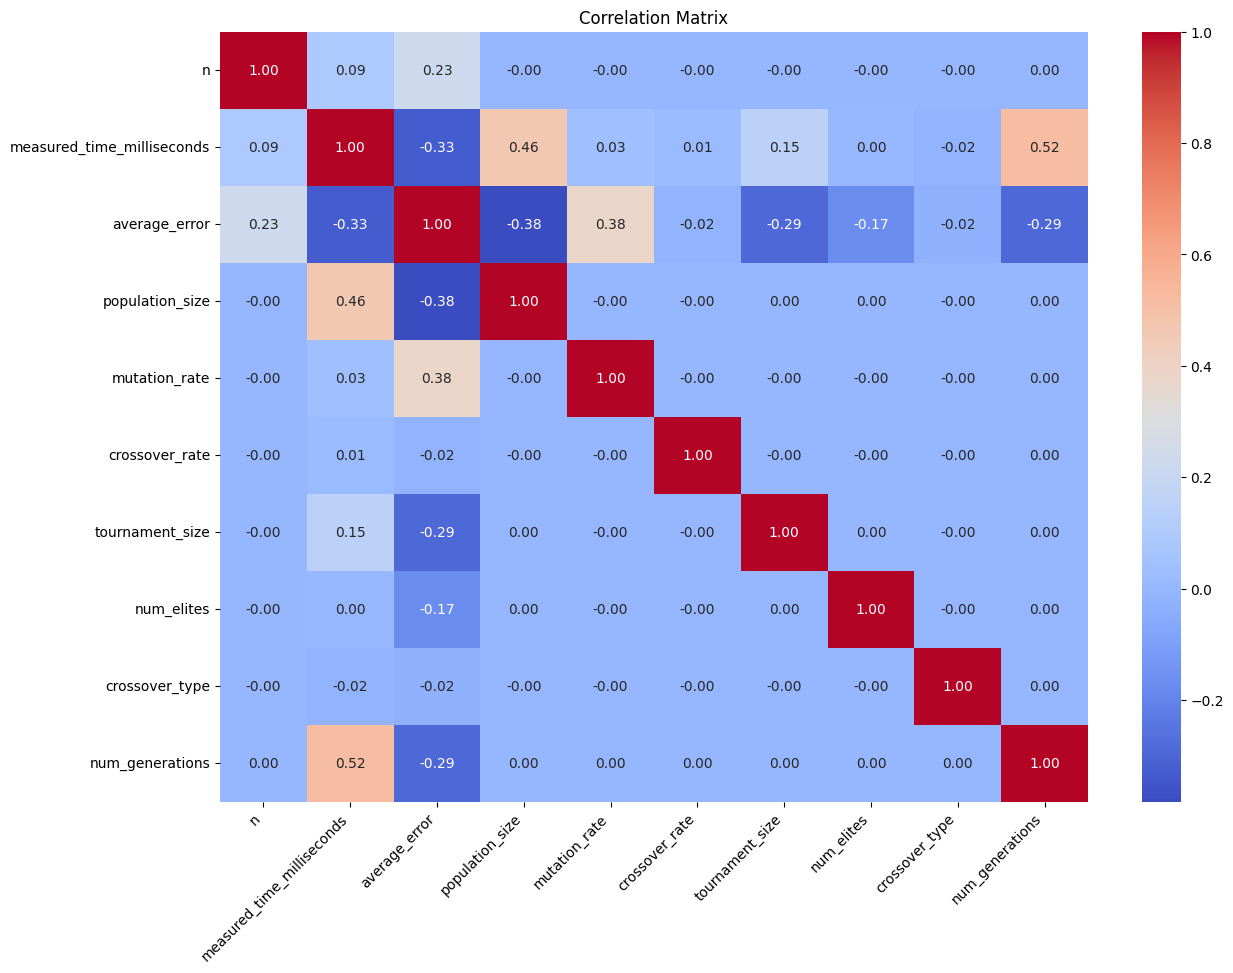 Correlation Matrix
n 1.00 0.09 0.23 -0.00 -0.00 -0.00 -0.00 -0.00 -0.00 0.00
measured_time_milliseconds 0.09 1.00 -0.33 0.46 0.03 0.01 0.15 0.00 -0.02 0.52
average_error 0.23 -0.33 1.00 -0.38 0.38 -0.02 -0.29 -0.17 -0.02 -0.29
population_size -0.00 0.46 -0.38 1.00 -0.00 -0.00 0.00 0.00 -0.00 0.00
mutation_rate -0.00 0.03 0.38 -0.00 1.00 -0.00 -0.00 -0.00 -0.00 0.00
crossover_rate -0.00 0.01 -0.02 -0.00 -0.00 1.00 -0.00 -0.00 -0.00 0.00
tournament_size -0.00 0.15 -0.29 0.00 -0.00 -0.00 1.00 0.00 -0.00 0.00
num_elites -0.00 0.00 -0.17 0.00 -0.00 -0.00 0.00 1.00 -0.00 0.00
crossover_type -0.00 -0.02 -0.02 -0.00 -0.00 -0.00 -0.00 -0.00 1.00 0.00
num_generations 0.00 0.52 -0.29 0.00 0.00 0.00 0.00 0.00 0.00 1.00
n
measured_time_milliseconds
average_error
population_size
mutation_rate
crossover_rate
tournament_size
num_elites
crossover_type
num_generations
1.0
0.8
0.6
0.4
0.2
0.0
−0.2